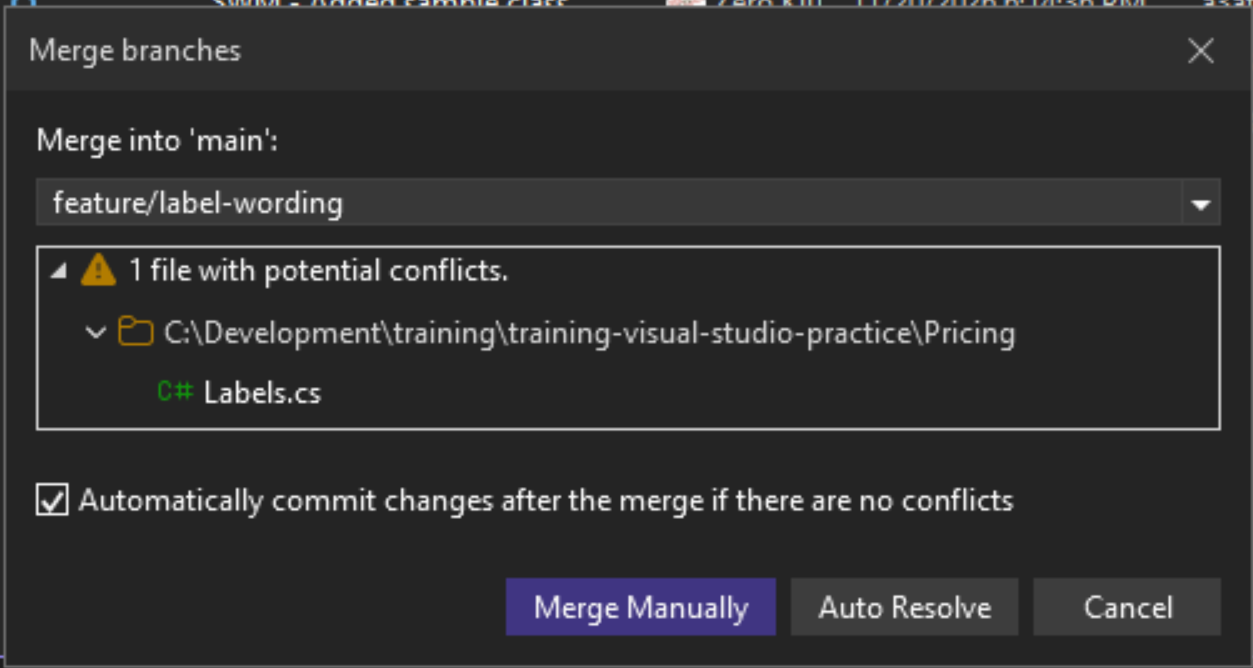 Merge branches
Merge into 'main':
feature/label-wording
1 file with potential conflicts.
C:\Development\training\training-visual-studio-practice\Pricing
C# Labels.cs
Automatically commit changes after the merge if there are no conflicts
Merge Manually Auto Resolve Cancel